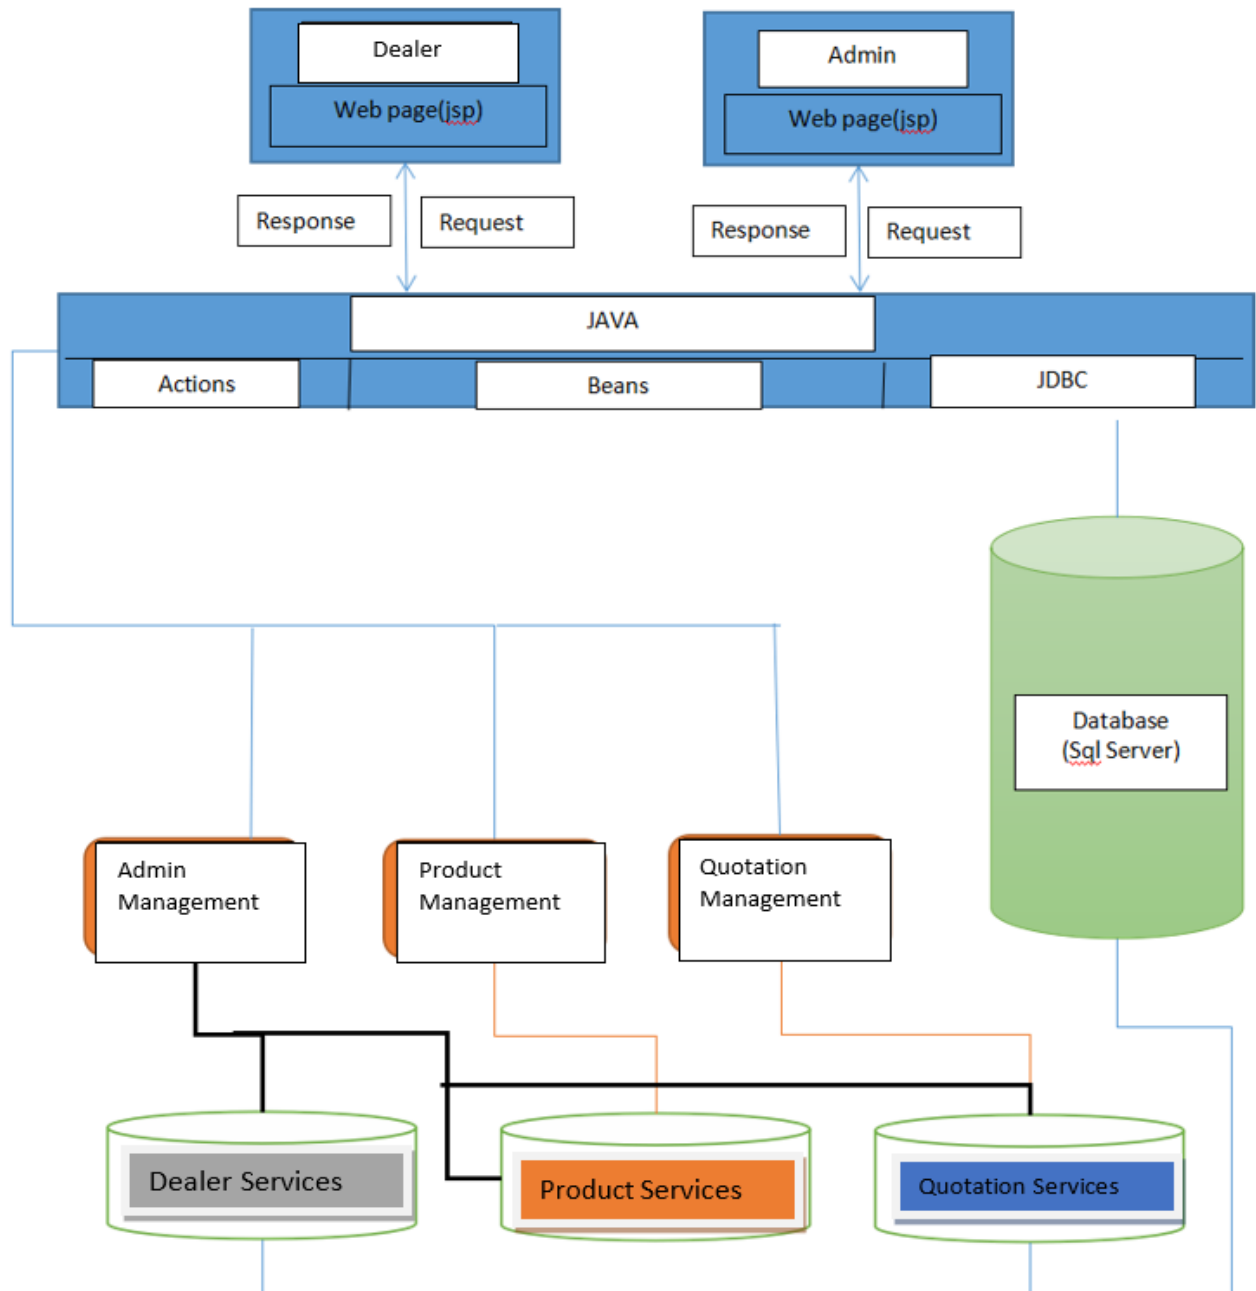 Dealer
Web page(jsp)
Admin
Web page(jsp)
Response
Request
Response
Request
JAVA
Actions
Beans
JDBC
Database
(Sql Server)
Admin
Management
Product
Management
Quotation
Management
Dealer Services
Product Services
Quotation Services